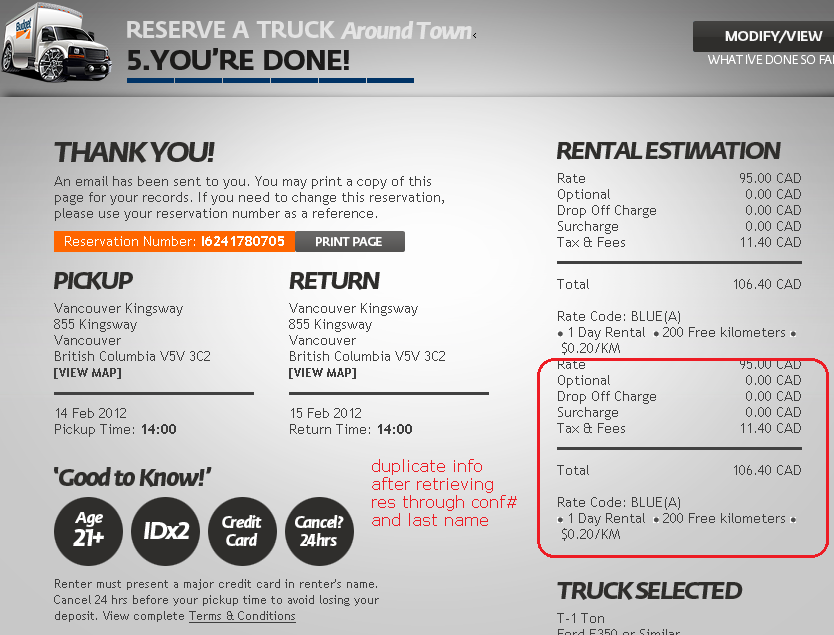 Budget
RESERVE A TRUCK Around Town <
5.YOU'RE DONE!
MODIFY/VIEW
WHAT IVE DONE SO FAR
THANK YOU!
An email has been sent to you. You may print a copy of this
page for your records. If you need to change this reservation,
please use your reservation number as a reference.
Reservation Number: I6241780705 PRINT PAGE
PICKUP
Vancouver Kingsway
855 Kingsway
Vancouver
British Columbia V5V 3C2
[VIEW MAP]
14 Feb 2012
Pickup Time: 14:00
RETURN
Vancouver Kingsway
855 Kingsway
Vancouver
British Columbia V5V 3C2
[VIEW MAP]
15 Feb 2012
Return Time: 14:00
'Good to Know!'
Age
21+
IDx2
Credit
Card
Cancel?
24hrs
Renter must present a major credit card in renter's name.
Cancel 24 hrs before your pickup time to avoid losing your
deposit. View complete Terms & Conditions
duplicate info
after retrieving
res through conf#
and last name
RENTAL ESTIMATION
Rate 95.00 CAD
Optional 0.00 CAD
Drop Off Charge 0.00 CAD
Surcharge 0.00 CAD
Tax & Fees 11.40 CAD
Total 106.40 CAD
Rate Code: BLUE(A)
• 1 Day Rental • 200 Free kilometers •
$0.20/KM
Rate 95.00 CAD
Optional 0.00 CAD
Drop Off Charge 0.00 CAD
Surcharge 0.00 CAD
Tax & Fees 11.40 CAD
Total 106.40 CAD
Rate Code: BLUE(A)
• 1 Day Rental • 200 Free kilometers •
$0.20/KM
TRUCK SELECTED
T-1 Ton
Ford E350 or Similar